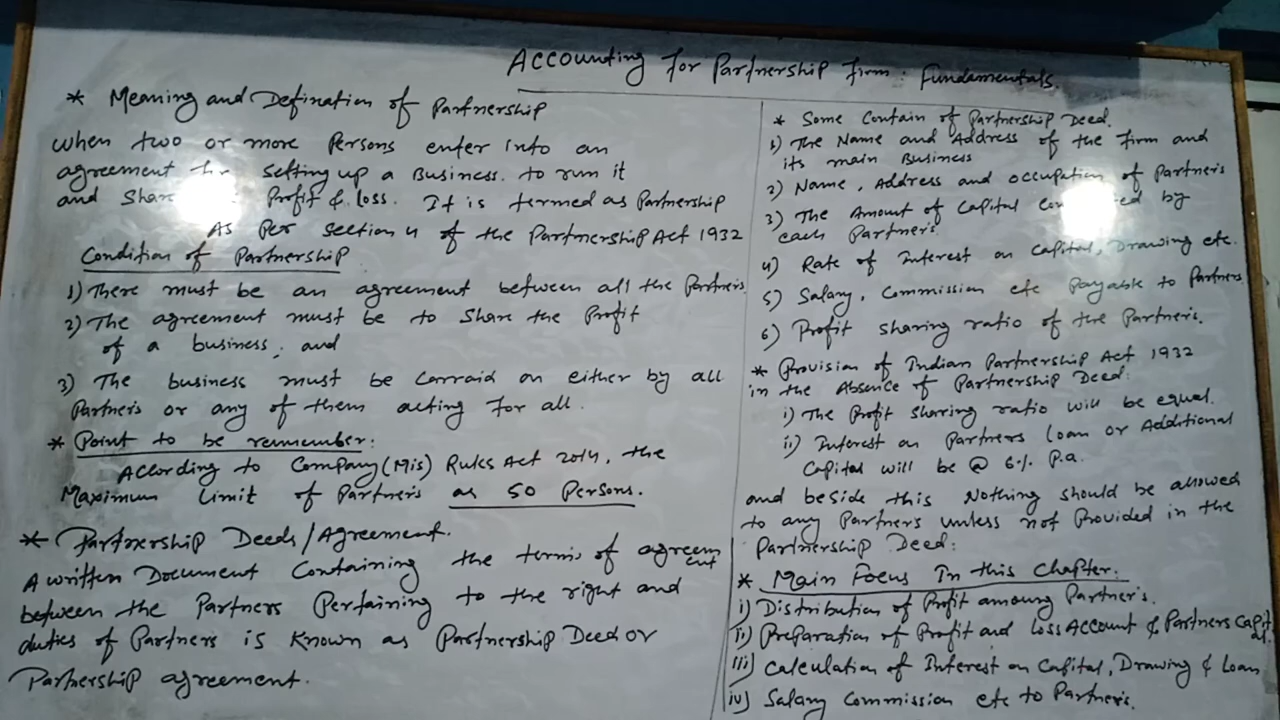 Accounting for Partnership firm : Fundamentals.
* Meaning and Defination of Partnership
when two or more Persons enter into an
agreement setting up a Business. to run it
and Share Profit & loss. It is termed as Partnership
As Per section 4 of the Partnership Act 1932
Condition of Partnership
1) There must be an agreement between all the Partners
2) The agreement must be to Share the Profit
of a business; and
3) The business must be Carraid on either by all
Partners or any of them acting for all.
* Point to be remember:
According to Company (Mis) Rules Act 2014, the
Maximum Limit of Partners as 50 Persons.
* Partnership Deeds/Agreement.
A written Document Containing the terms of agreement
between the Partners Pertaining to the right and
duties of Partners is Known as Partnership Deed or
Partnership agreement.
* Some Contain of Partnership Deed.
1) The Name and Address of the firm and
its main Business
2) Name, Address and occupation of Partners
3) The Amount of Capital by
each Partners
4) Rate of Interest on Capital, Drawing etc.
5) Salary, Commission etc Payable to Partners
6) Profit sharing ratio of the Partners.
* Provision of Indian Partnership Act 1932
in the Absence of Partnership Deed:
i) The Profit sharing ratio will be equal.
ii) Interest on Partners loan or Additional
Capital will be @ 6% P.a.
and beside this Nothing should be allowed
to any Partners unless not Provided in the
Partnership Deed:
* Main Focus In this Chapter:
i) Distribution of Profit among Partners.
ii) Preparation of Profit and loss Account & Partners
iii) Calculation of Interest on Capital, Drawing & Loan
iv) Salary Commission etc to Partners.